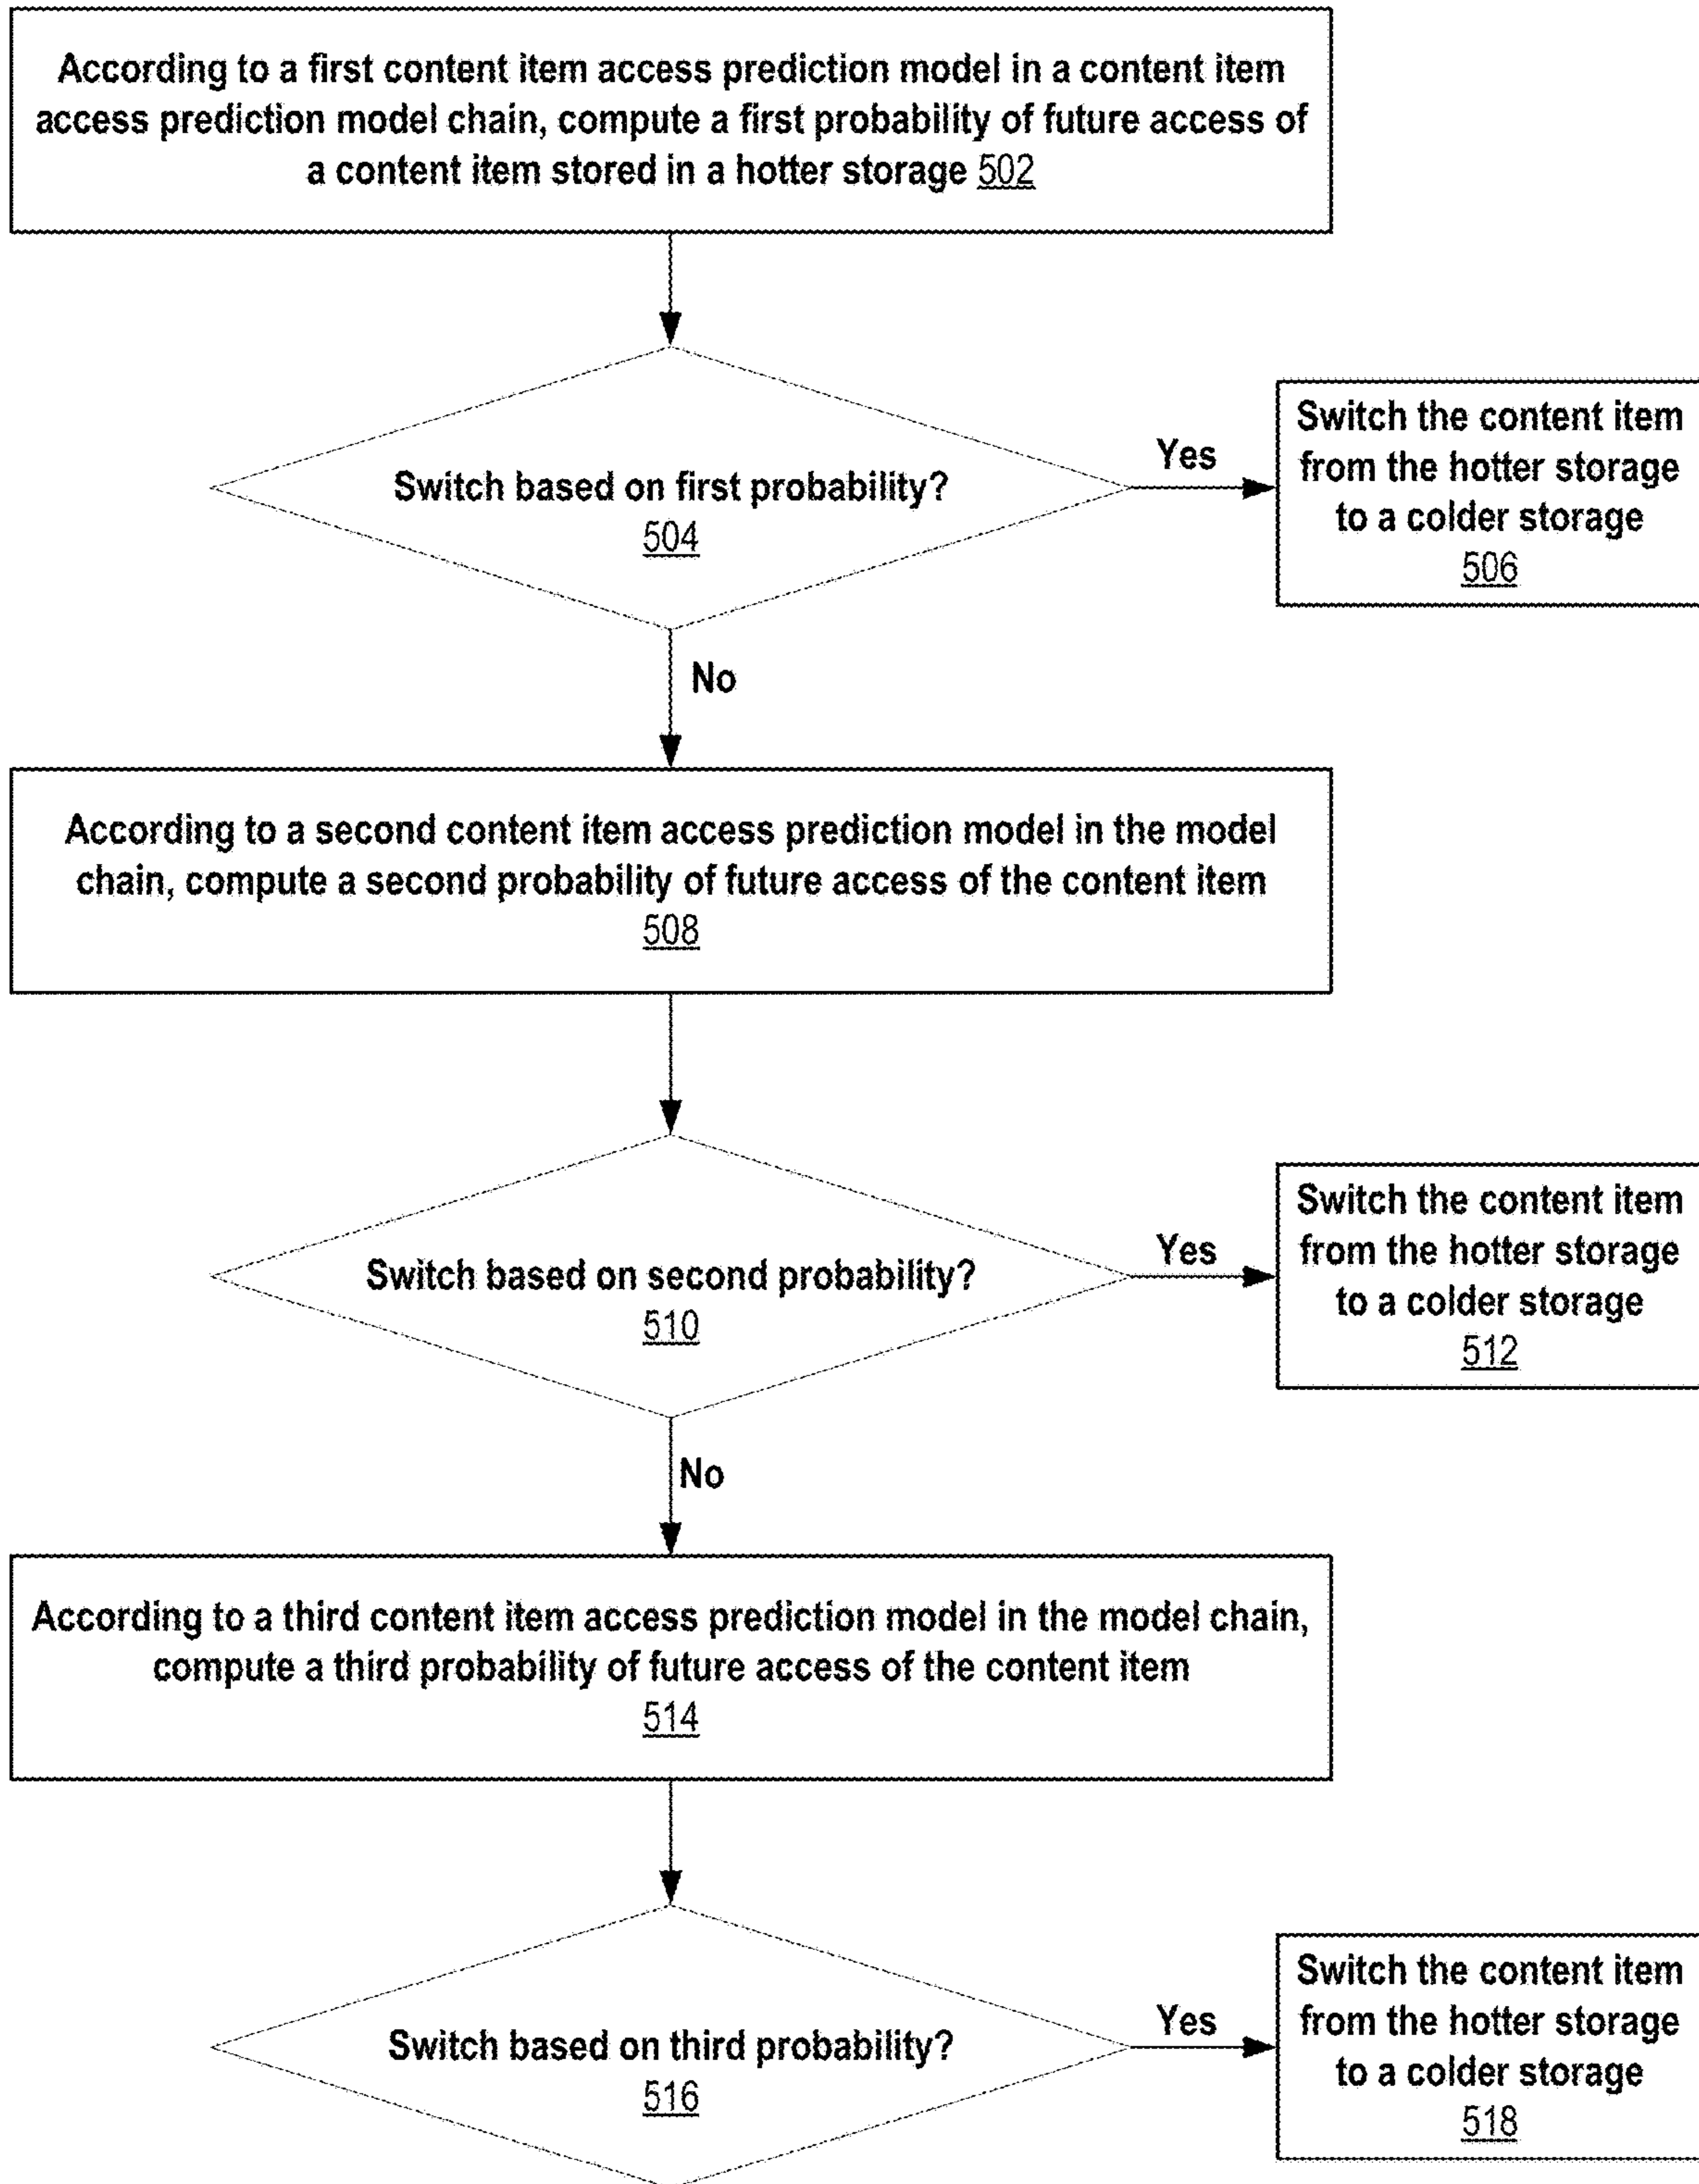 According to a first content item access prediction model in a content item
access prediction model chain, compute a first probability of future access of
a content item stored in a hotter storage 502
Switch based on first probability?
504
Yes
Switch the content item
from the hotter storage
to a colder storage
506
No
According to a second content item access prediction model in the model
chain, compute a second probability of future access of the content item
508
Switch based on second probability?
510
Yes
Switch the content item
from the hotter storage
to a colder storage
512
No
According to a third content item access prediction model in the model chain,
compute a third probability of future access of the content item
514
Switch based on third probability?
516
Yes
Switch the content item
from the hotter storage
to a colder storage
518